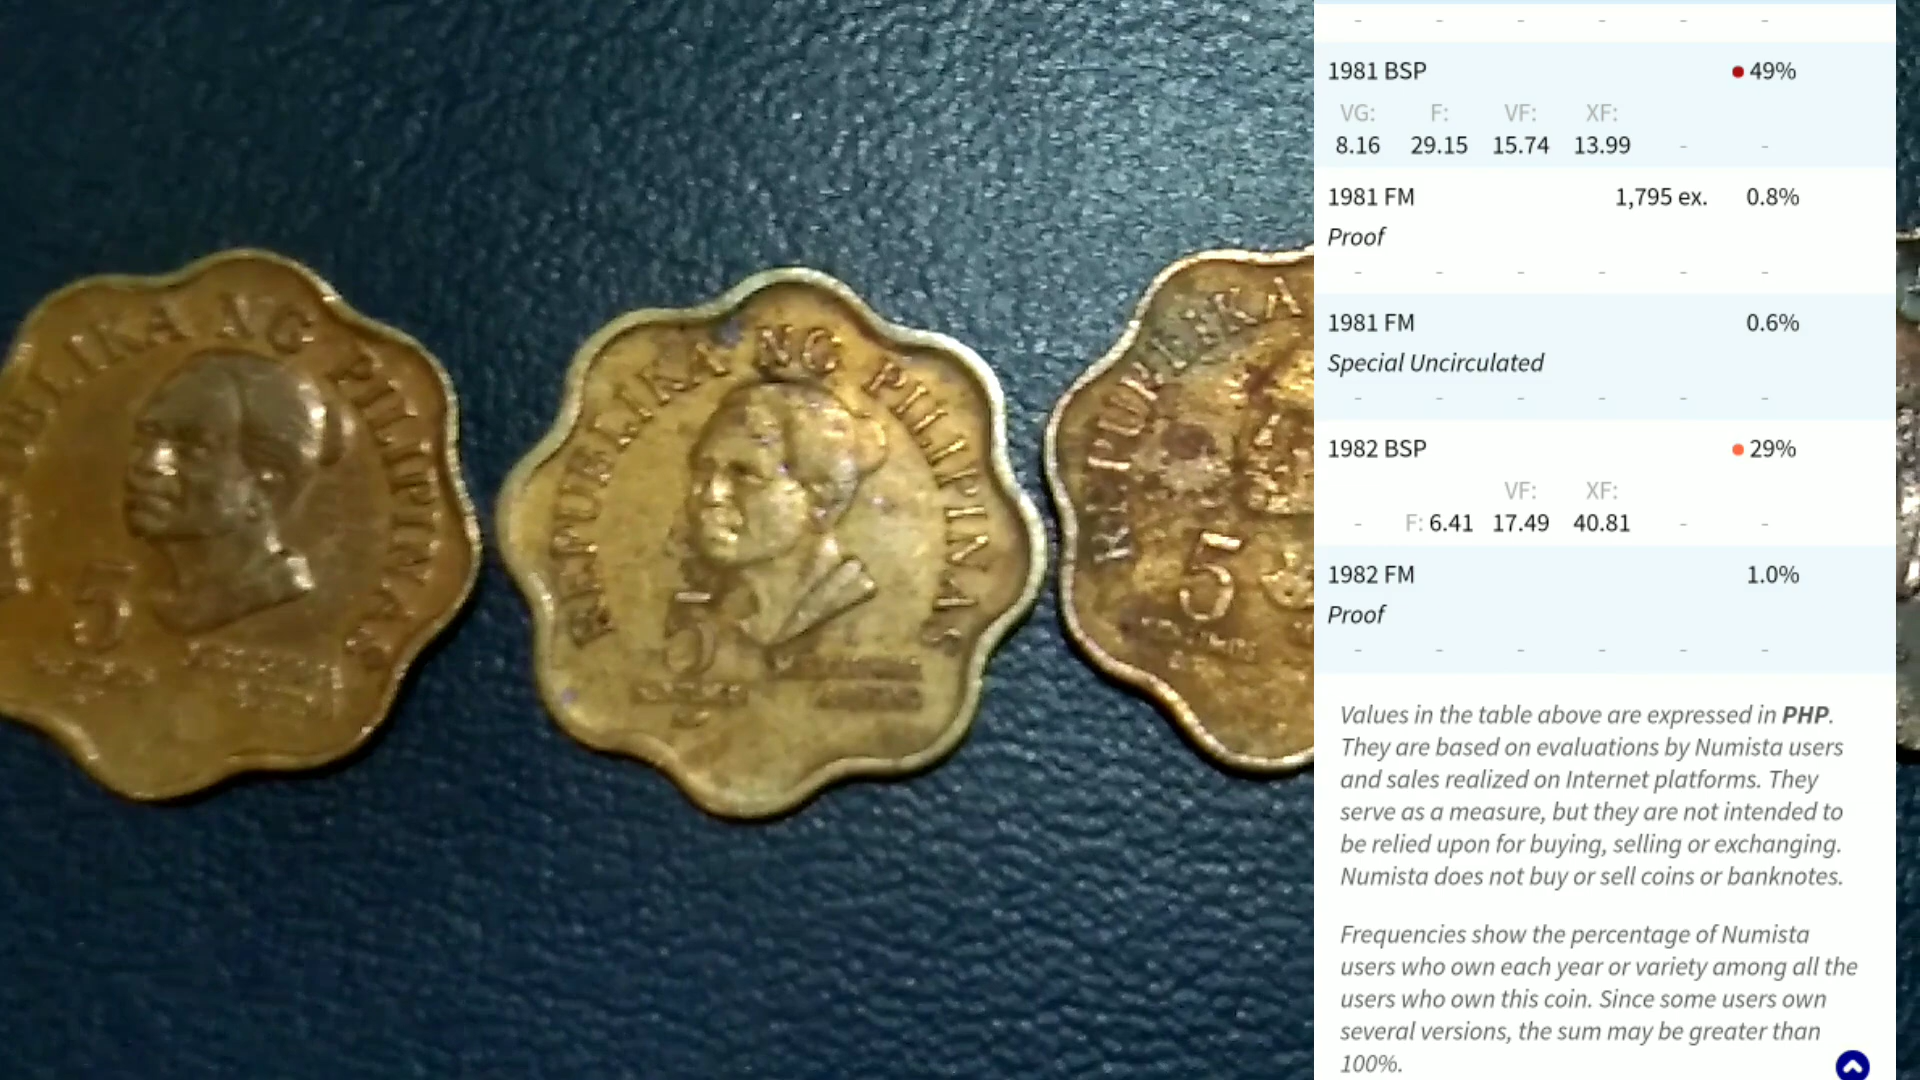 BLIKA NG PILIPINAS
5
REPUBLIKA NG PILIPINAS
5
5
1981 BSP 49%
VG: F: VF: XF:
8.16 29.15 15.74 13.99 - -
1981 FM 1,795 ex. 0.8%
Proof
- - - - - -
1981 FM 0.6%
Special Uncirculated
- - - - - -
1982 BSP 29%
VF: XF:
- F: 6.41 17.49 40.81 - -
1982 FM 1.0%
Proof
- - - - - -
Values in the table above are expressed in PHP.
They are based on evaluations by Numista users
and sales realized on Internet platforms. They
serve as a measure, but they are not intended to
be relied upon for buying, selling or exchanging.
Numista does not buy or sell coins or banknotes.
Frequencies show the percentage of Numista
users who own each year or variety among all the
users who own this coin. Since some users own
several versions, the sum may be greater than
100%.